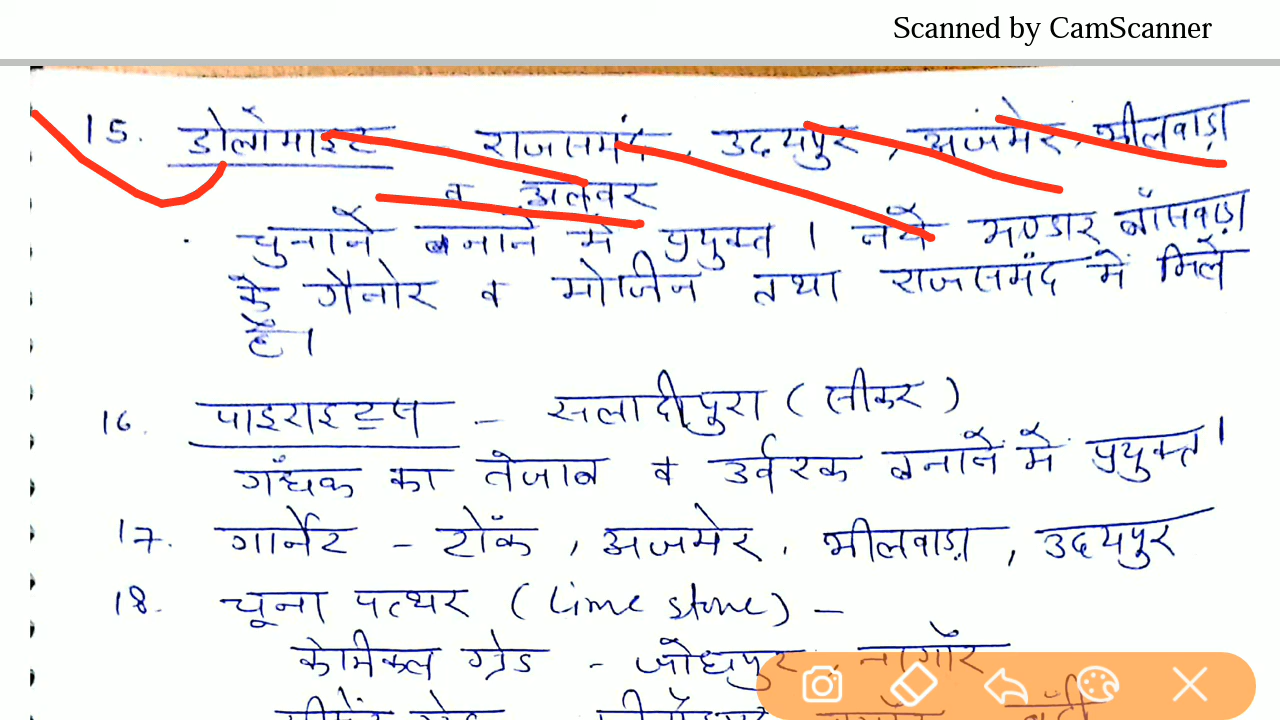 Scanned by CamScanner
15. डोलोमाइट - राजसमंद, उदयपुर, अजमेर, भीलवाड़ा
व अलवर
चुनाने बनाने में प्रयुक्त । नये भण्डार बाँसवाड़ा
के गैनोर व मोजिज तथा राजसमंद में मिले
है।
16. पाइराइट्स - सलादीपुरा (सीकर)
गंधक का तेजाब व उर्वरक बनाने में प्रयुक्त।
17. गार्नेट - टोंक, अजमेर, भीलवाड़ा, उदयपुर
18. चूना पत्थर (Lime stone) -
केमिकल ग्रेड - जोधपुर, नागौर